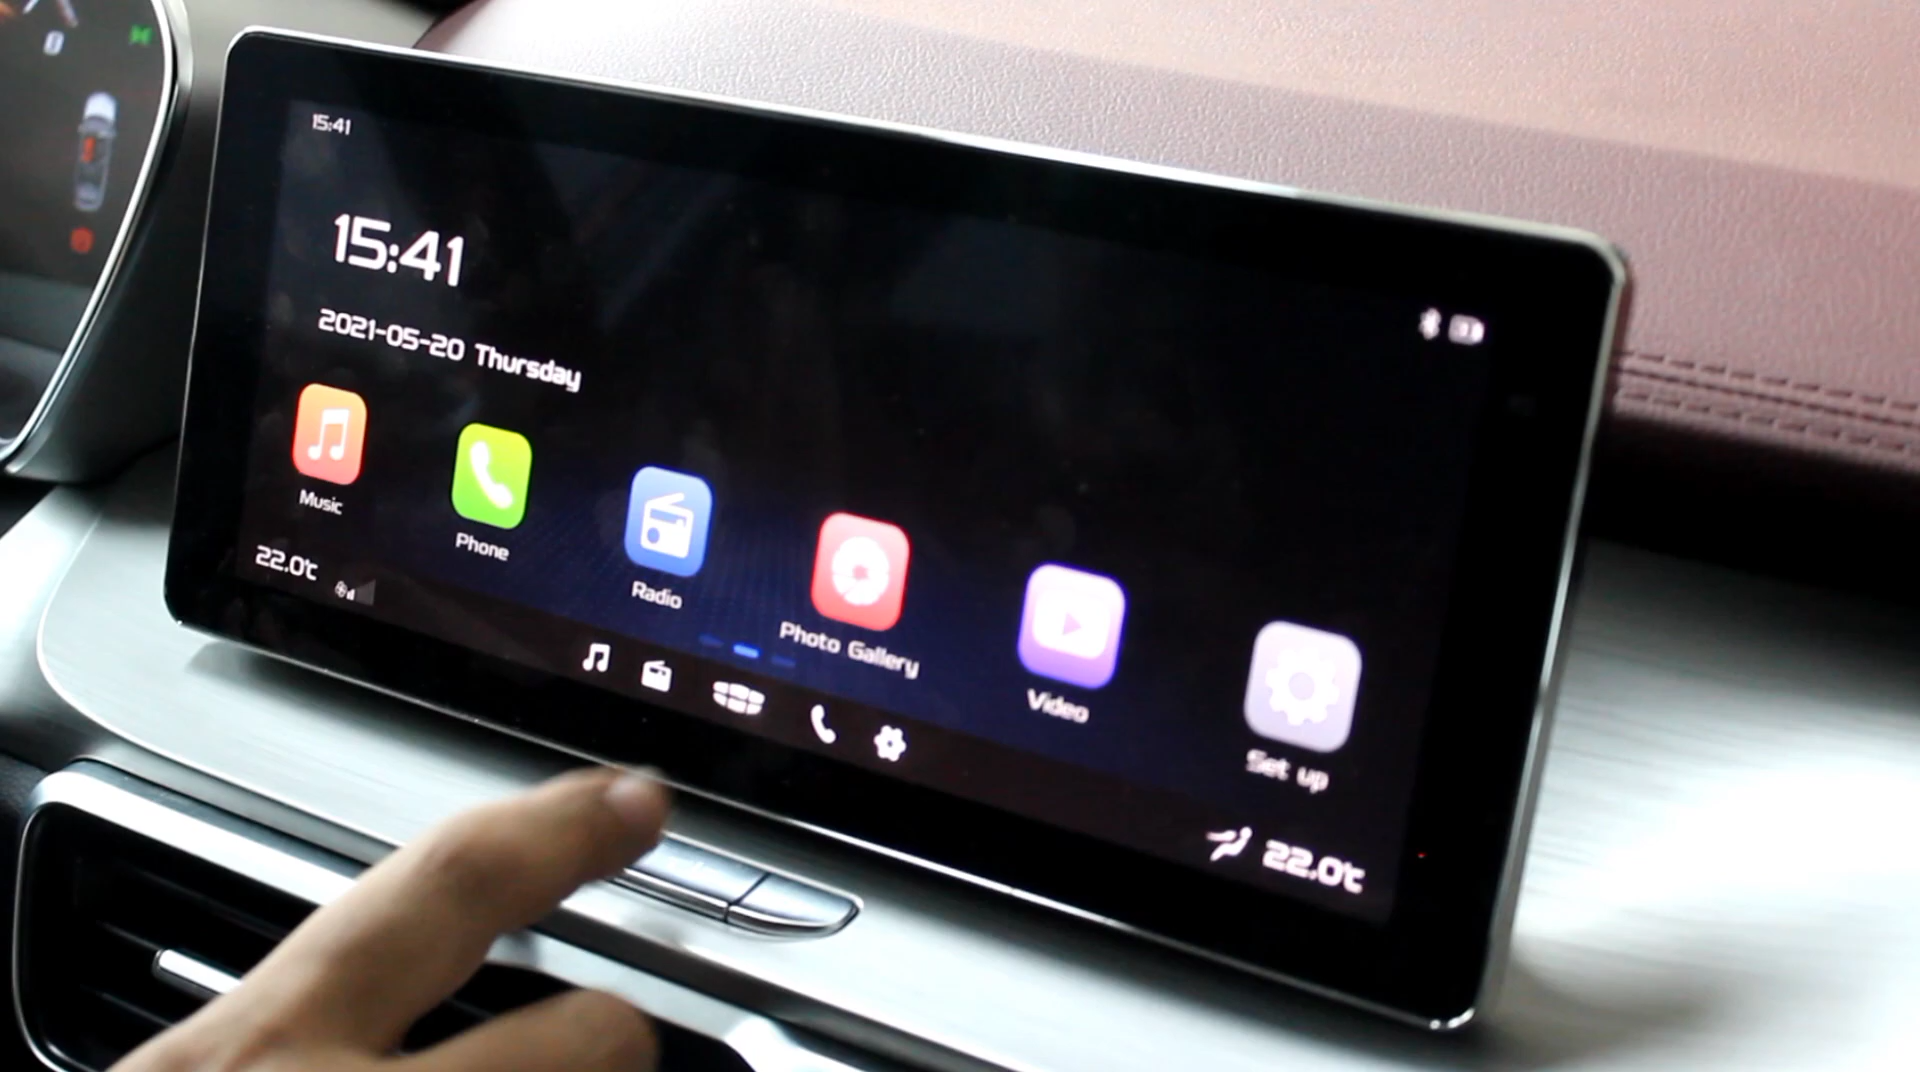 15:41
15:41
2021-05-20 Thursday
Music
Phone
Radio
Photo Gallery
Video
Set up
22.0℃
22.0℃